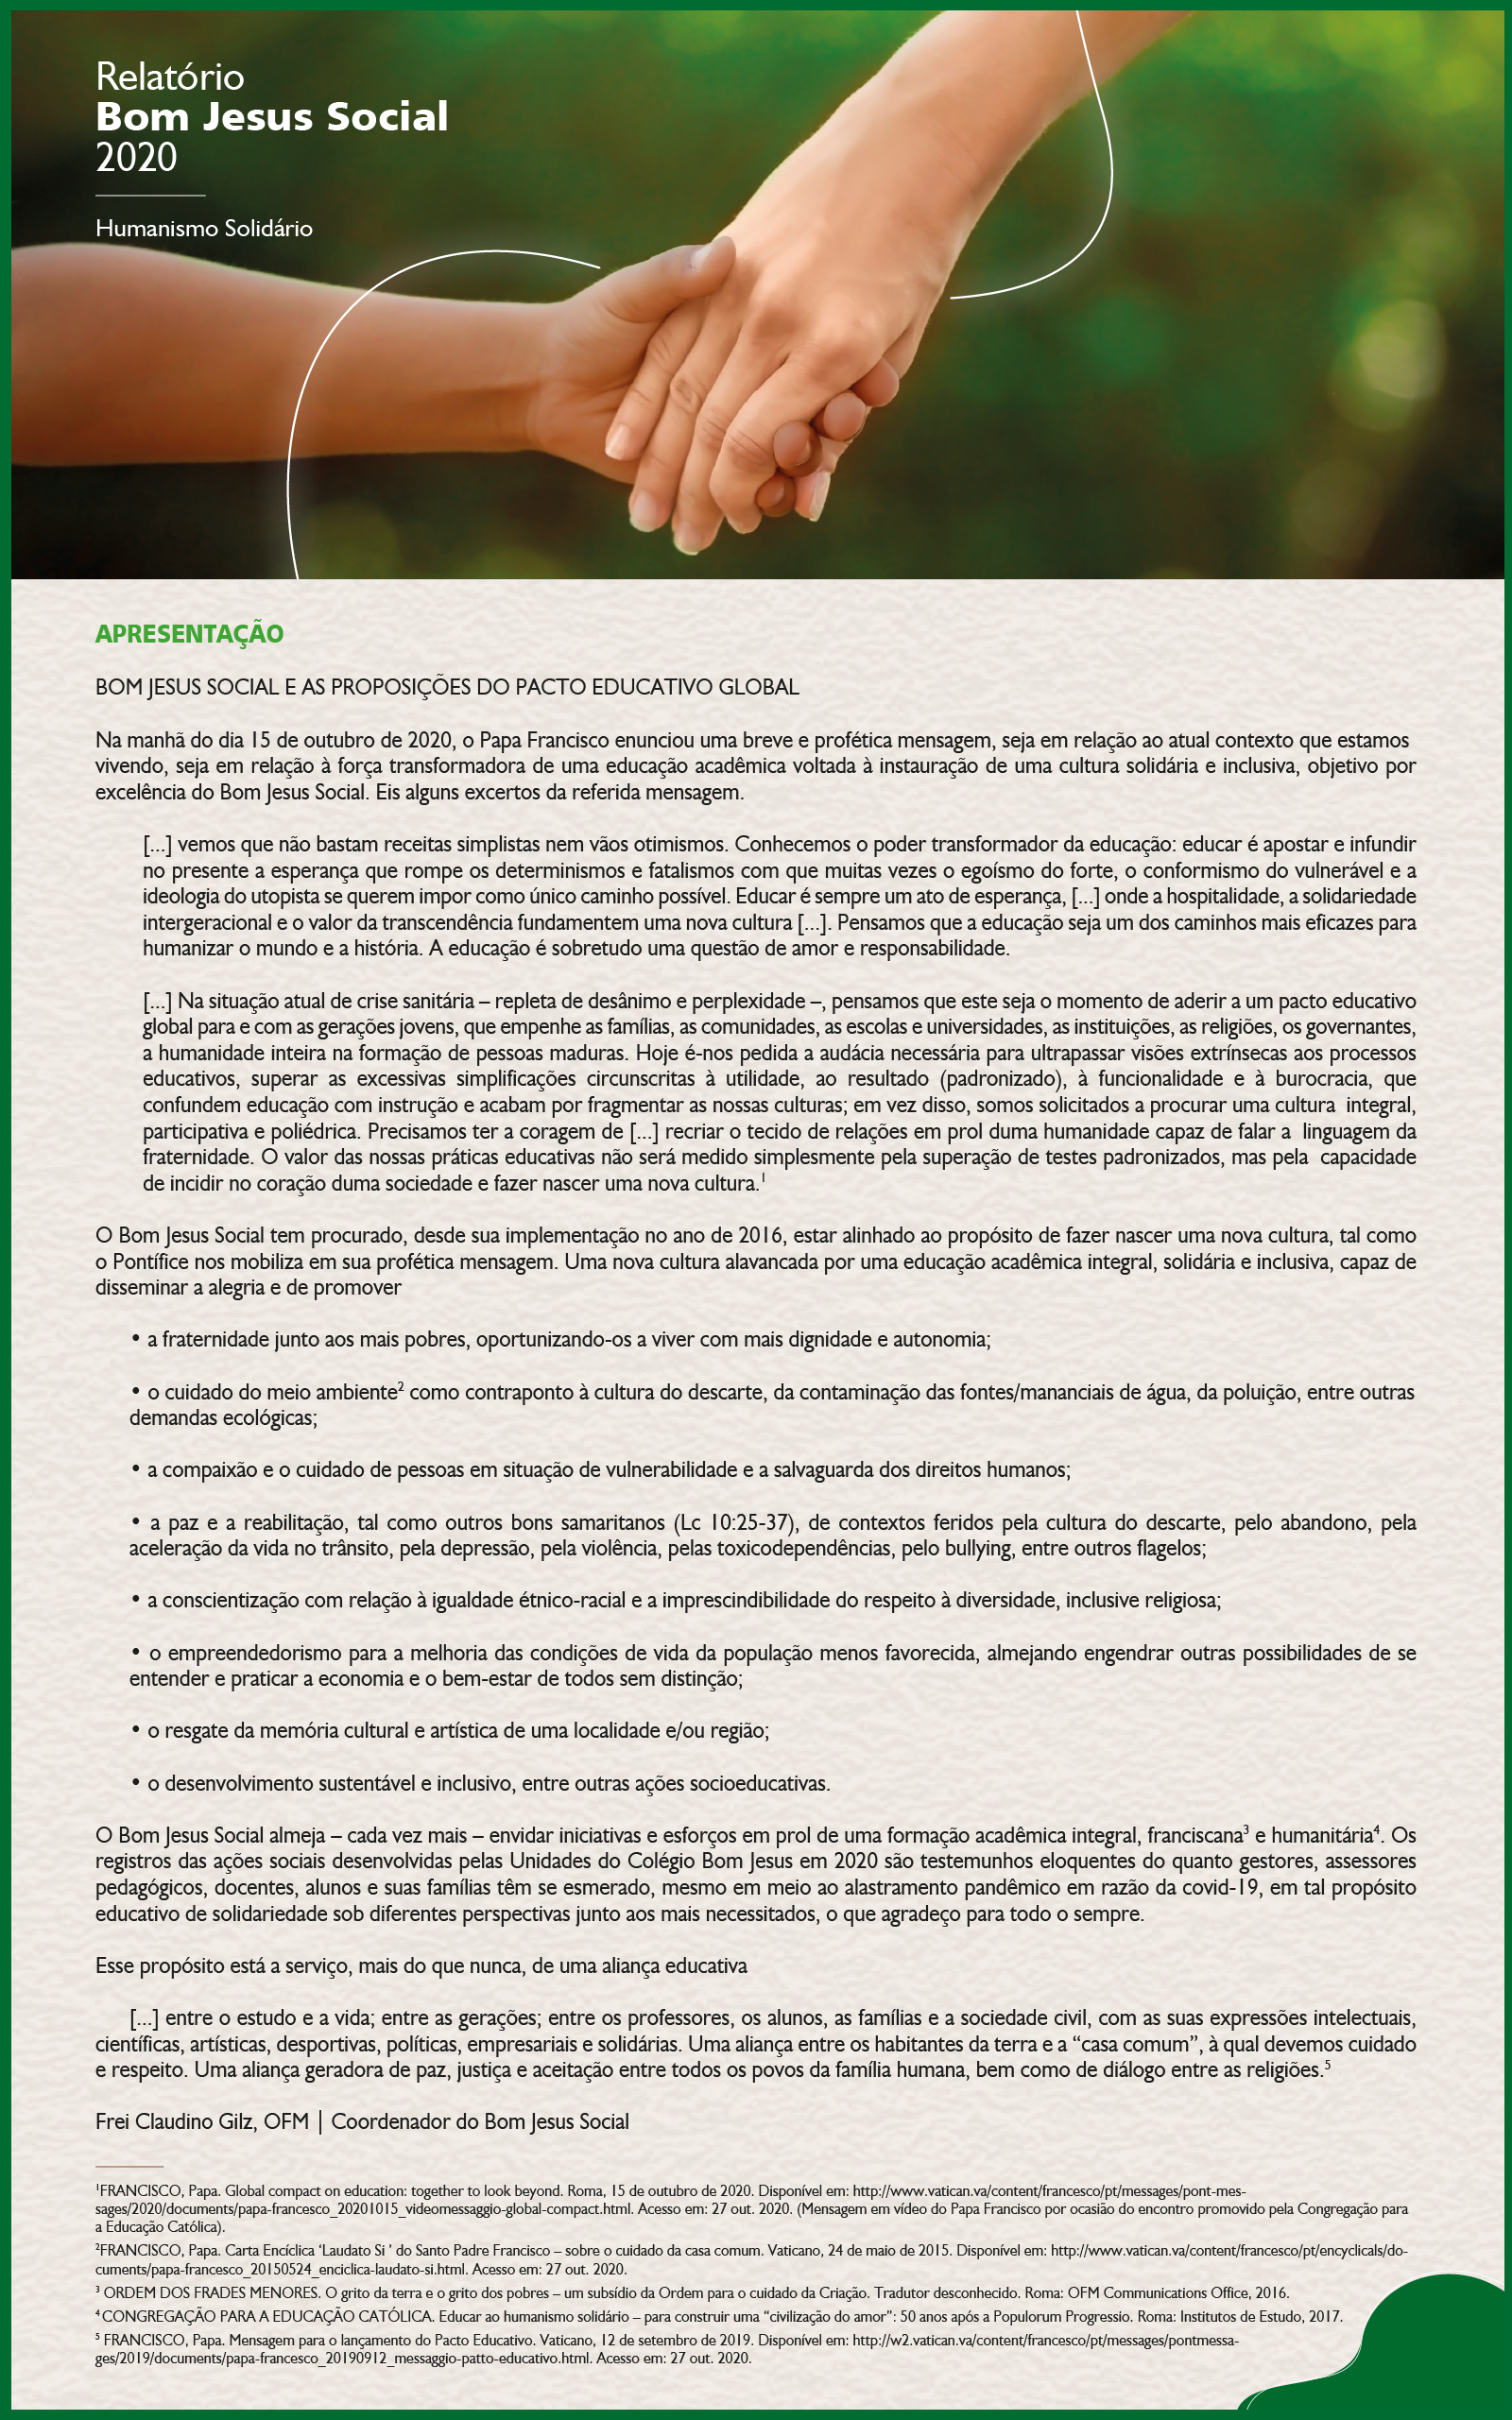 Relatório
Bom Jesus Social
2020
Humanismo Solidário
APRESENTAÇÃO
BOM JESUS SOCIAL E AS PROPOSIÇÕES DO PACTO EDUCATIVO GLOBAL
Na manhã do dia 15 de outubro de 2020, o Papa Francisco enunciou uma breve e profética mensagem, seja em relação ao atual contexto que estamos
vivendo, seja em relação à força transformadora de uma educação acadêmica voltada à instauração de uma cultura solidária e inclusiva, objetivo por
excelência do Bom Jesus Social. Eis alguns excertos da referida mensagem.
[...] vemos que não bastam receitas simplistas nem vãos otimismos. Conhecemos o poder transformador da educação: educar é apostar e infundir
no presente a esperança que rompe os determinismos e fatalismos com que muitas vezes o egoísmo do forte, o conformismo do vulnerável e a
ideologia do utopista se querem impor como único caminho possível. Educar é sempre um ato de esperança, [...] onde a hospitalidade, a solidariedade
intergeracional e o valor da transcendência fundamentem uma nova cultura [...]. Pensamos que a educação seja um dos caminhos mais eficazes para
humanizar o mundo e a história. A educação é sobretudo uma questão de amor e responsabilidade.
[...] Na situação atual de crise sanitária – repleta de desânimo e perplexidade –, pensamos que este seja o momento de aderir a um pacto educativo
global para e com as gerações jovens, que empenhe as famílias, as comunidades, as escolas e universidades, as instituições, as religiões, os governantes,
a humanidade inteira na formação de pessoas maduras. Hoje é-nos pedida a audácia necessária para ultrapassar visões extrínsecas aos processos
educativos, superar as excessivas simplificações circunscritas à utilidade, ao resultado (padronizado), à funcionalidade e à burocracia, que
confundem educação com instrução e acabam por fragmentar as nossas culturas; em vez disso, somos solicitados a procurar uma cultura integral,
participativa e poliédrica. Precisamos ter a coragem de [...] recriar o tecido de relações em prol duma humanidade capaz de falar a linguagem da
fraternidade. O valor das nossas práticas educativas não será medido simplesmente pela superação de testes padronizados, mas pela capacidade
de incidir no coração duma sociedade e fazer nascer uma nova cultura.¹
O Bom Jesus Social tem procurado, desde sua implementação no ano de 2016, estar alinhado ao propósito de fazer nascer uma nova cultura, tal como
o Pontífice nos mobiliza em sua profética mensagem. Uma nova cultura alavancada por uma educação acadêmica integral, solidária e inclusiva, capaz de
disseminar a alegria e de promover
• a fraternidade junto aos mais pobres, oportunizando-os a viver com mais dignidade e autonomia;
• o cuidado do meio ambiente² como contraponto à cultura do descarte, da contaminação das fontes/mananciais de água, da poluição, entre outras
demandas ecológicas;
• a compaixão e o cuidado de pessoas em situação de vulnerabilidade e a salvaguarda dos direitos humanos;
• a paz e a reabilitação, tal como outros bons samaritanos (Lc 10:25-37), de contextos feridos pela cultura do descarte, pelo abandono, pela
aceleração da vida no trânsito, pela depressão, pela violência, pelas toxicodependências, pelo bullying, entre outros flagelos;
• a conscientização com relação à igualdade étnico-racial e a imprescindibilidade do respeito à diversidade, inclusive religiosa;
• o empreendedorismo para a melhoria das condições de vida da população menos favorecida, almejando engendrar outras possibilidades de se
entender e praticar a economia e o bem-estar de todos sem distinção;
• o resgate da memória cultural e artística de uma localidade e/ou região;
• o desenvolvimento sustentável e inclusivo, entre outras ações socioeducativas.
O Bom Jesus Social almeja – cada vez mais – envidar iniciativas e esforços em prol de uma formação acadêmica integral, franciscana³ e humanitária⁴. Os
registros das ações sociais desenvolvidas pelas Unidades do Colégio Bom Jesus em 2020 são testemunhos eloquentes do quanto gestores, assessores
pedagógicos, docentes, alunos e suas famílias têm se esmerado, mesmo em meio ao alastramento pandêmico em razão da covid-19, em tal propósito
educativo de solidariedade sob diferentes perspectivas junto aos mais necessitados, o que agradeço para todo o sempre.
Esse propósito está a serviço, mais do que nunca, de uma aliança educativa
[...] entre o estudo e a vida; entre as gerações; entre os professores, os alunos, as famílias e a sociedade civil, com as suas expressões intelectuais,
científicas, artísticas, desportivas, políticas, empresariais e solidárias. Uma aliança entre os habitantes da terra e a “casa comum”, à qual devemos cuidado
e respeito. Uma aliança geradora de paz, justiça e aceitação entre todos os povos da família humana, bem como de diálogo entre as religiões.⁵
Frei Claudino Gilz, OFM | Coordenador do Bom Jesus Social
¹FRANCISCO, Papa. Global compact on education: together to look beyond. Roma, 15 de outubro de 2020. Disponível em: http://www.vatican.va/content/francesco/pt/messages/pont-mes-
sages/2020/documents/papa-francesco_20201015_videomessaggio-global-compact.html. Acesso em: 27 out. 2020. (Mensagem em vídeo do Papa Francisco por ocasião do encontro promovido pela Congregação para
a Educação Católica).
²FRANCISCO, Papa. Carta Encíclica ‘Laudato Si ’ do Santo Padre Francisco – sobre o cuidado da casa comum. Vaticano, 24 de maio de 2015. Disponível em: http://www.vatican.va/content/francesco/pt/encyclicals/do-
cuments/papa-francesco_20150524_enciclica-laudato-si.html. Acesso em: 27 out. 2020.
³ ORDEM DOS FRADES MENORES. O grito da terra e o grito dos pobres – um subsídio da Ordem para o cuidado da Criação. Tradutor desconhecido. Roma: OFM Communications Office, 2016.
⁴ CONGREGAÇÃO PARA A EDUCAÇÃO CATÓLICA. Educar ao humanismo solidário – para construir uma “civilização do amor”: 50 anos após a Populorum Progressio. Roma: Institutos de Estudo, 2017.
⁵ FRANCISCO, Papa. Mensagem para o lançamento do Pacto Educativo. Vaticano, 12 de setembro de 2019. Disponível em: http://w2.vatican.va/content/francesco/pt/messages/pontmessa-
ges/2019/documents/papa-francesco_20190912_messaggio-patto-educativo.html. Acesso em: 27 out. 2020.